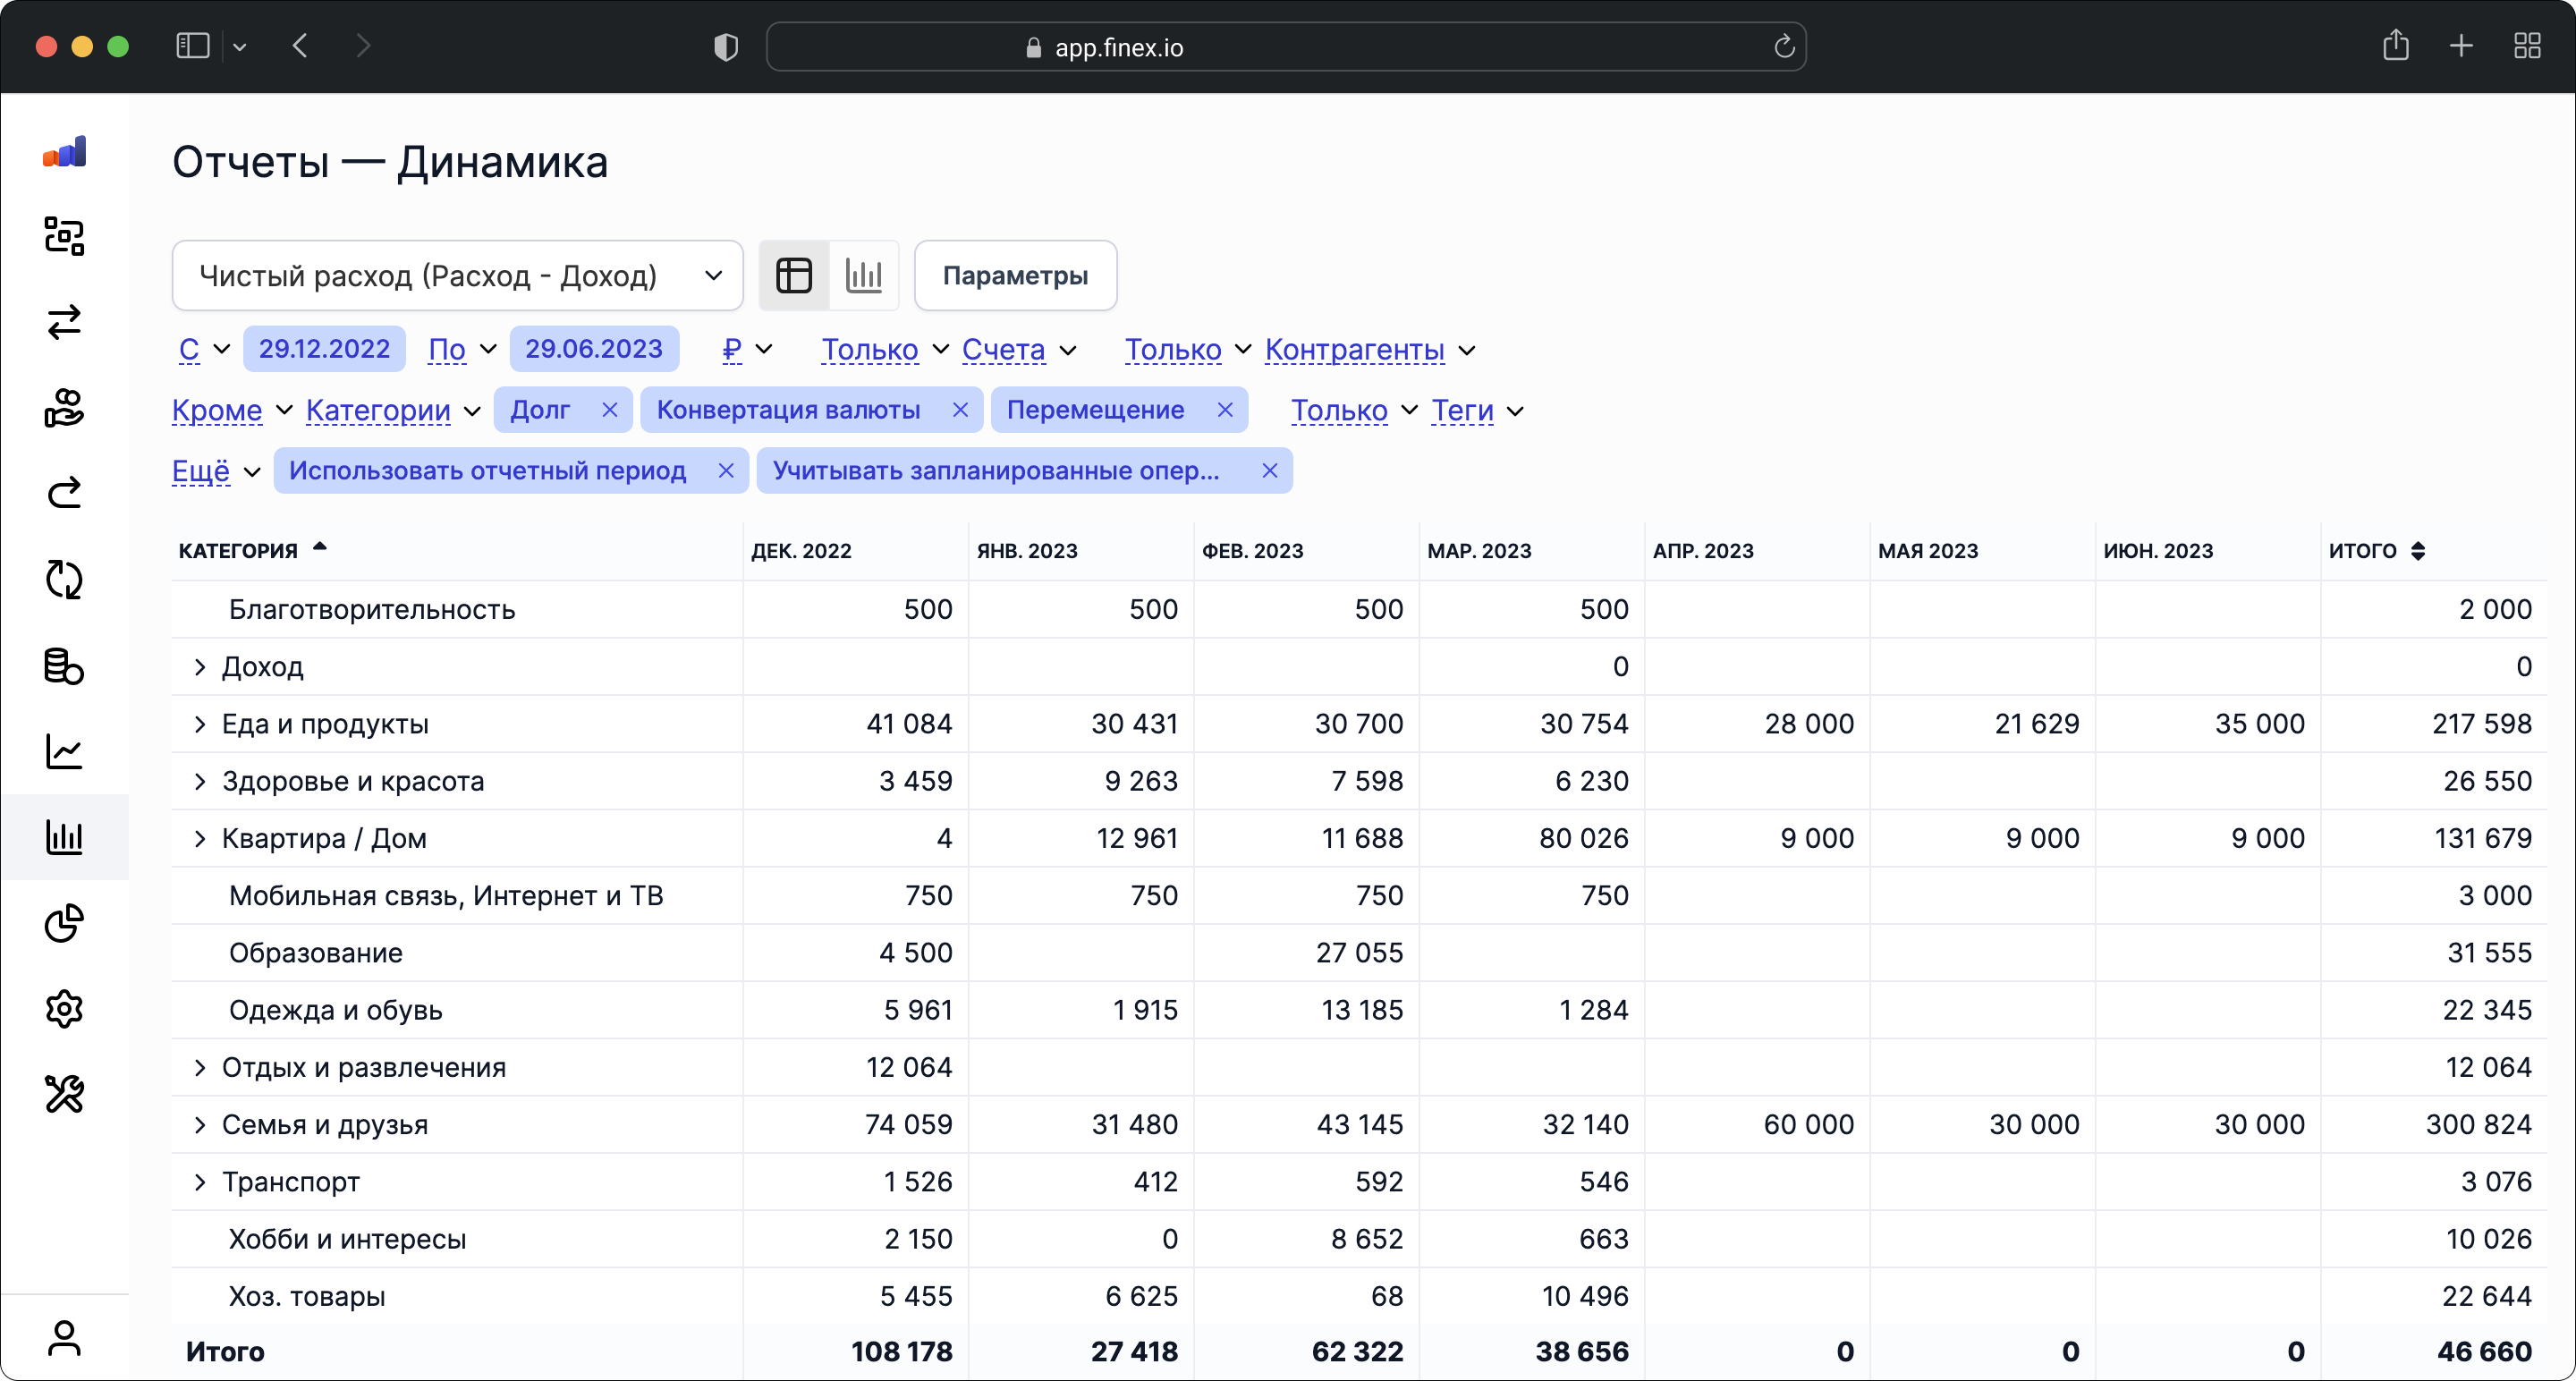 app.finex.io
Отчеты — Динамика
Чистый расход (Расход - Доход) Параметры
С 29.12.2022 По 29.06.2023 ₽ Только Счета Только Контрагенты
Кроме Категории Долг Конвертация валюты Перемещение Только Теги
Ещё Использовать отчетный период Учитывать запланированные опер...
КАТЕГОРИЯ ДЕК. 2022 ЯНВ. 2023 ФЕВ. 2023 МАР. 2023 АПР. 2023 МАЯ 2023 ИЮН. 2023 ИТОГО
Благотворительность 500 500 500 500 2 000
Доход 0 0
Еда и продукты 41 084 30 431 30 700 30 754 28 000 21 629 35 000 217 598
Здоровье и красота 3 459 9 263 7 598 6 230 26 550
Квартира / Дом 4 12 961 11 688 80 026 9 000 9 000 9 000 131 679
Мобильная связь, Интернет и ТВ 750 750 750 750 3 000
Образование 4 500 27 055 31 555
Одежда и обувь 5 961 1 915 13 185 1 284 22 345
Отдых и развлечения 12 064 12 064
Семья и друзья 74 059 31 480 43 145 32 140 60 000 30 000 30 000 300 824
Транспорт 1 526 412 592 546 3 076
Хобби и интересы 2 150 0 8 652 663 10 026
Хоз. товары 5 455 6 625 68 10 496 22 644
Итого 108 178 27 418 62 322 38 656 0 0 0 46 660